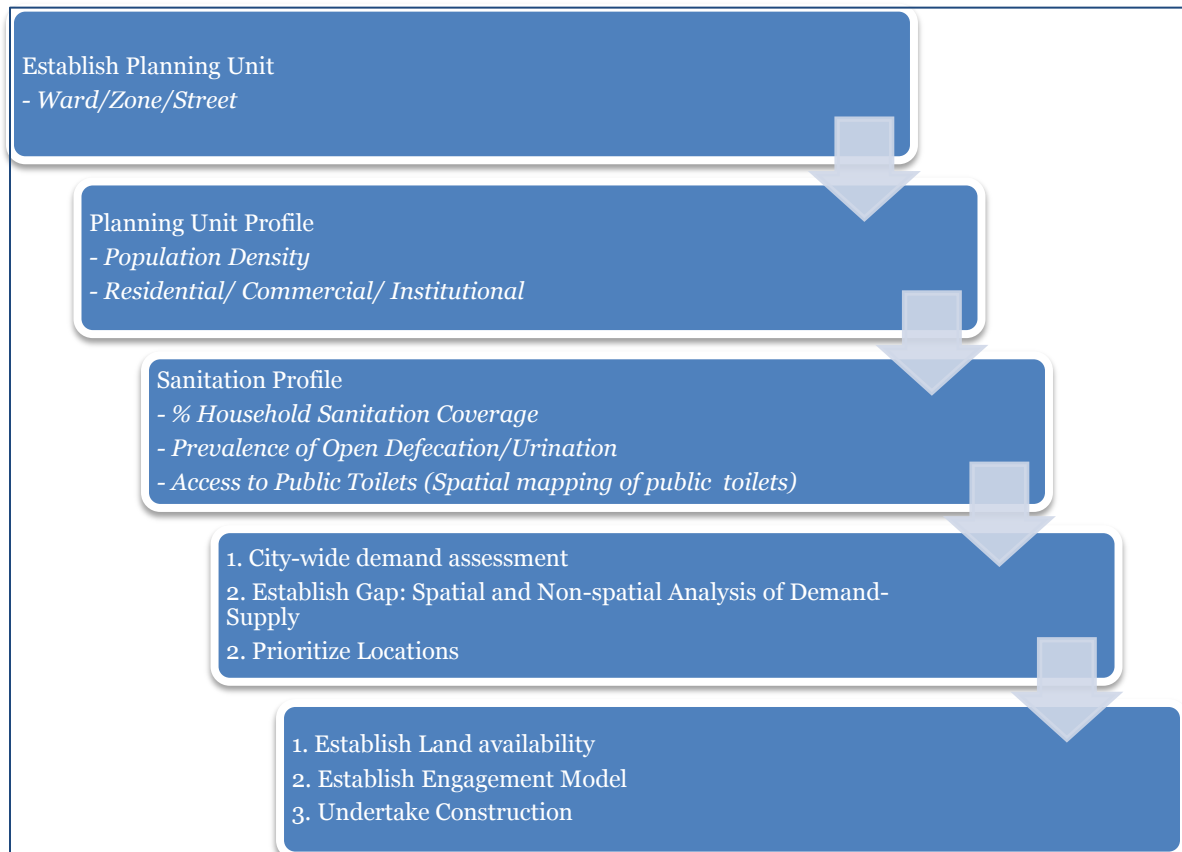 Establish Planning Unit
- Ward/Zone/Street
Planning Unit Profile
- Population Density
- Residential/ Commercial/ Institutional
Sanitation Profile
- % Household Sanitation Coverage
- Prevalence of Open Defecation/Urination
- Access to Public Toilets (Spatial mapping of public toilets)
1. City-wide demand assessment
2. Establish Gap: Spatial and Non-spatial Analysis of Demand-
Supply
2. Prioritize Locations
1. Establish Land availability
2. Establish Engagement Model
3. Undertake Construction